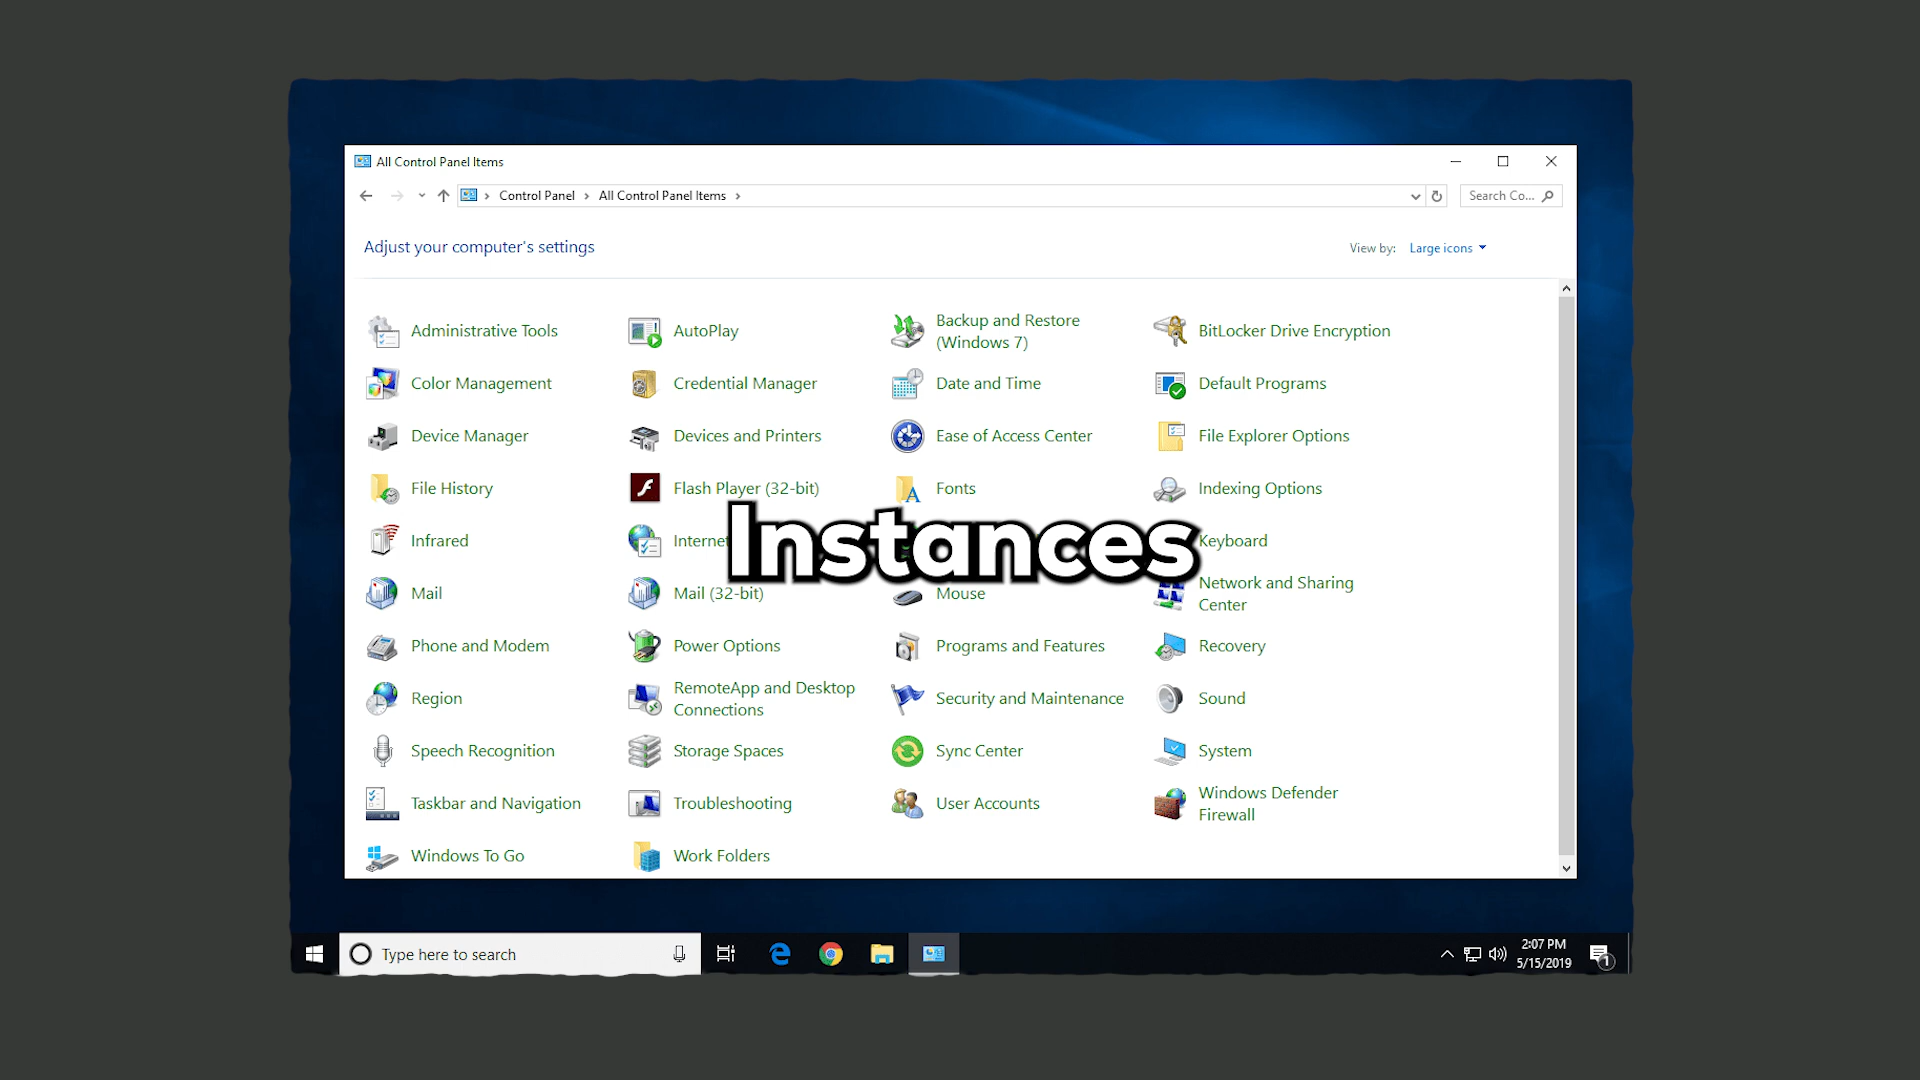 All Control Panel Items
Control Panel All Control Panel Items
Search Co...
Adjust your computer's settings
View by: Large icons
Administrative Tools
AutoPlay
Backup and Restore
(Windows 7)
BitLocker Drive Encryption
Color Management
Credential Manager
Date and Time
Default Programs
Device Manager
Devices and Printers
Ease of Access Center
File Explorer Options
File History
Flash Player (32-bit)
Fonts
Indexing Options
Instances
Infrared
Internet
Keyboard
Mail
Mail (32-bit)
Mouse
Network and Sharing
Center
Phone and Modem
Power Options
Programs and Features
Recovery
Region
RemoteApp and Desktop
Connections
Security and Maintenance
Sound
Speech Recognition
Storage Spaces
Sync Center
System
Taskbar and Navigation
Troubleshooting
User Accounts
Windows Defender
Firewall
Windows To Go
Work Folders
Type here to search
2:07 PM
5/15/2019
1